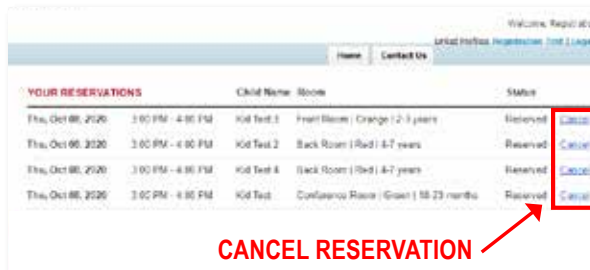 Welcome,
Home Contact Us
YOUR RESERVATIONS Child Name Room Status
Thu, Oct 08, 2020 3:00 PM - 4:00 PM Kid Test 3 Front Room | Orange | 2-3 years Reserved Cancel
Thu, Oct 08, 2020 3:00 PM - 4:00 PM Kid Test 2 Back Room | Red | 4-7 years Reserved Cancel
Thu, Oct 08, 2020 3:00 PM - 4:00 PM Kid Test 4 Back Room | Red | 4-7 years Reserved Cancel
Thu, Oct 08, 2020 3:00 PM - 4:00 PM Kid Test Conference Room | Green | 18-23 months Reserved Cancel
CANCEL RESERVATION